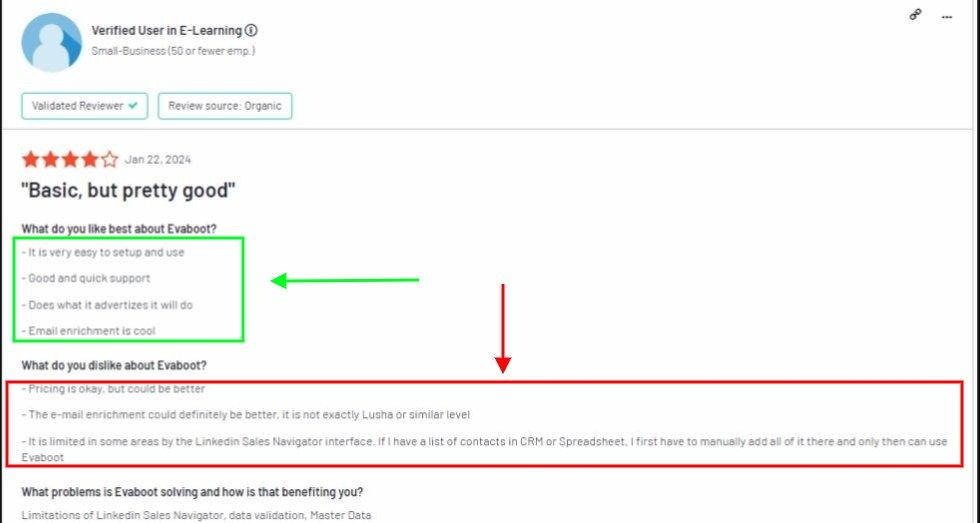 Verified User in E-Learning
Small-Business (50 or fewer emp.)
Validated Reviewer
Review source: Organic
Jan 22, 2024
"Basic, but pretty good"
What do you like best about Evaboot?
- It is very easy to setup and use
- Good and quick support
- Does what it advertizes it will do
- Email enrichment is cool
What do you dislike about Evaboot?
- Pricing is okay, but could be better
- The e-mail enrichment could definitely be better, it is not exactly Lusha or similar level
- It is limited in some areas by the Linkedin Sales Navigator interface. If I have a list of contacts in CRM or Spreadsheet, I first have to manually add all of it there and only then can use
Evaboot
What problems is Evaboot solving and how is that benefiting you?
Limitations of Linkedin Sales Navigator, data validation, Master Data